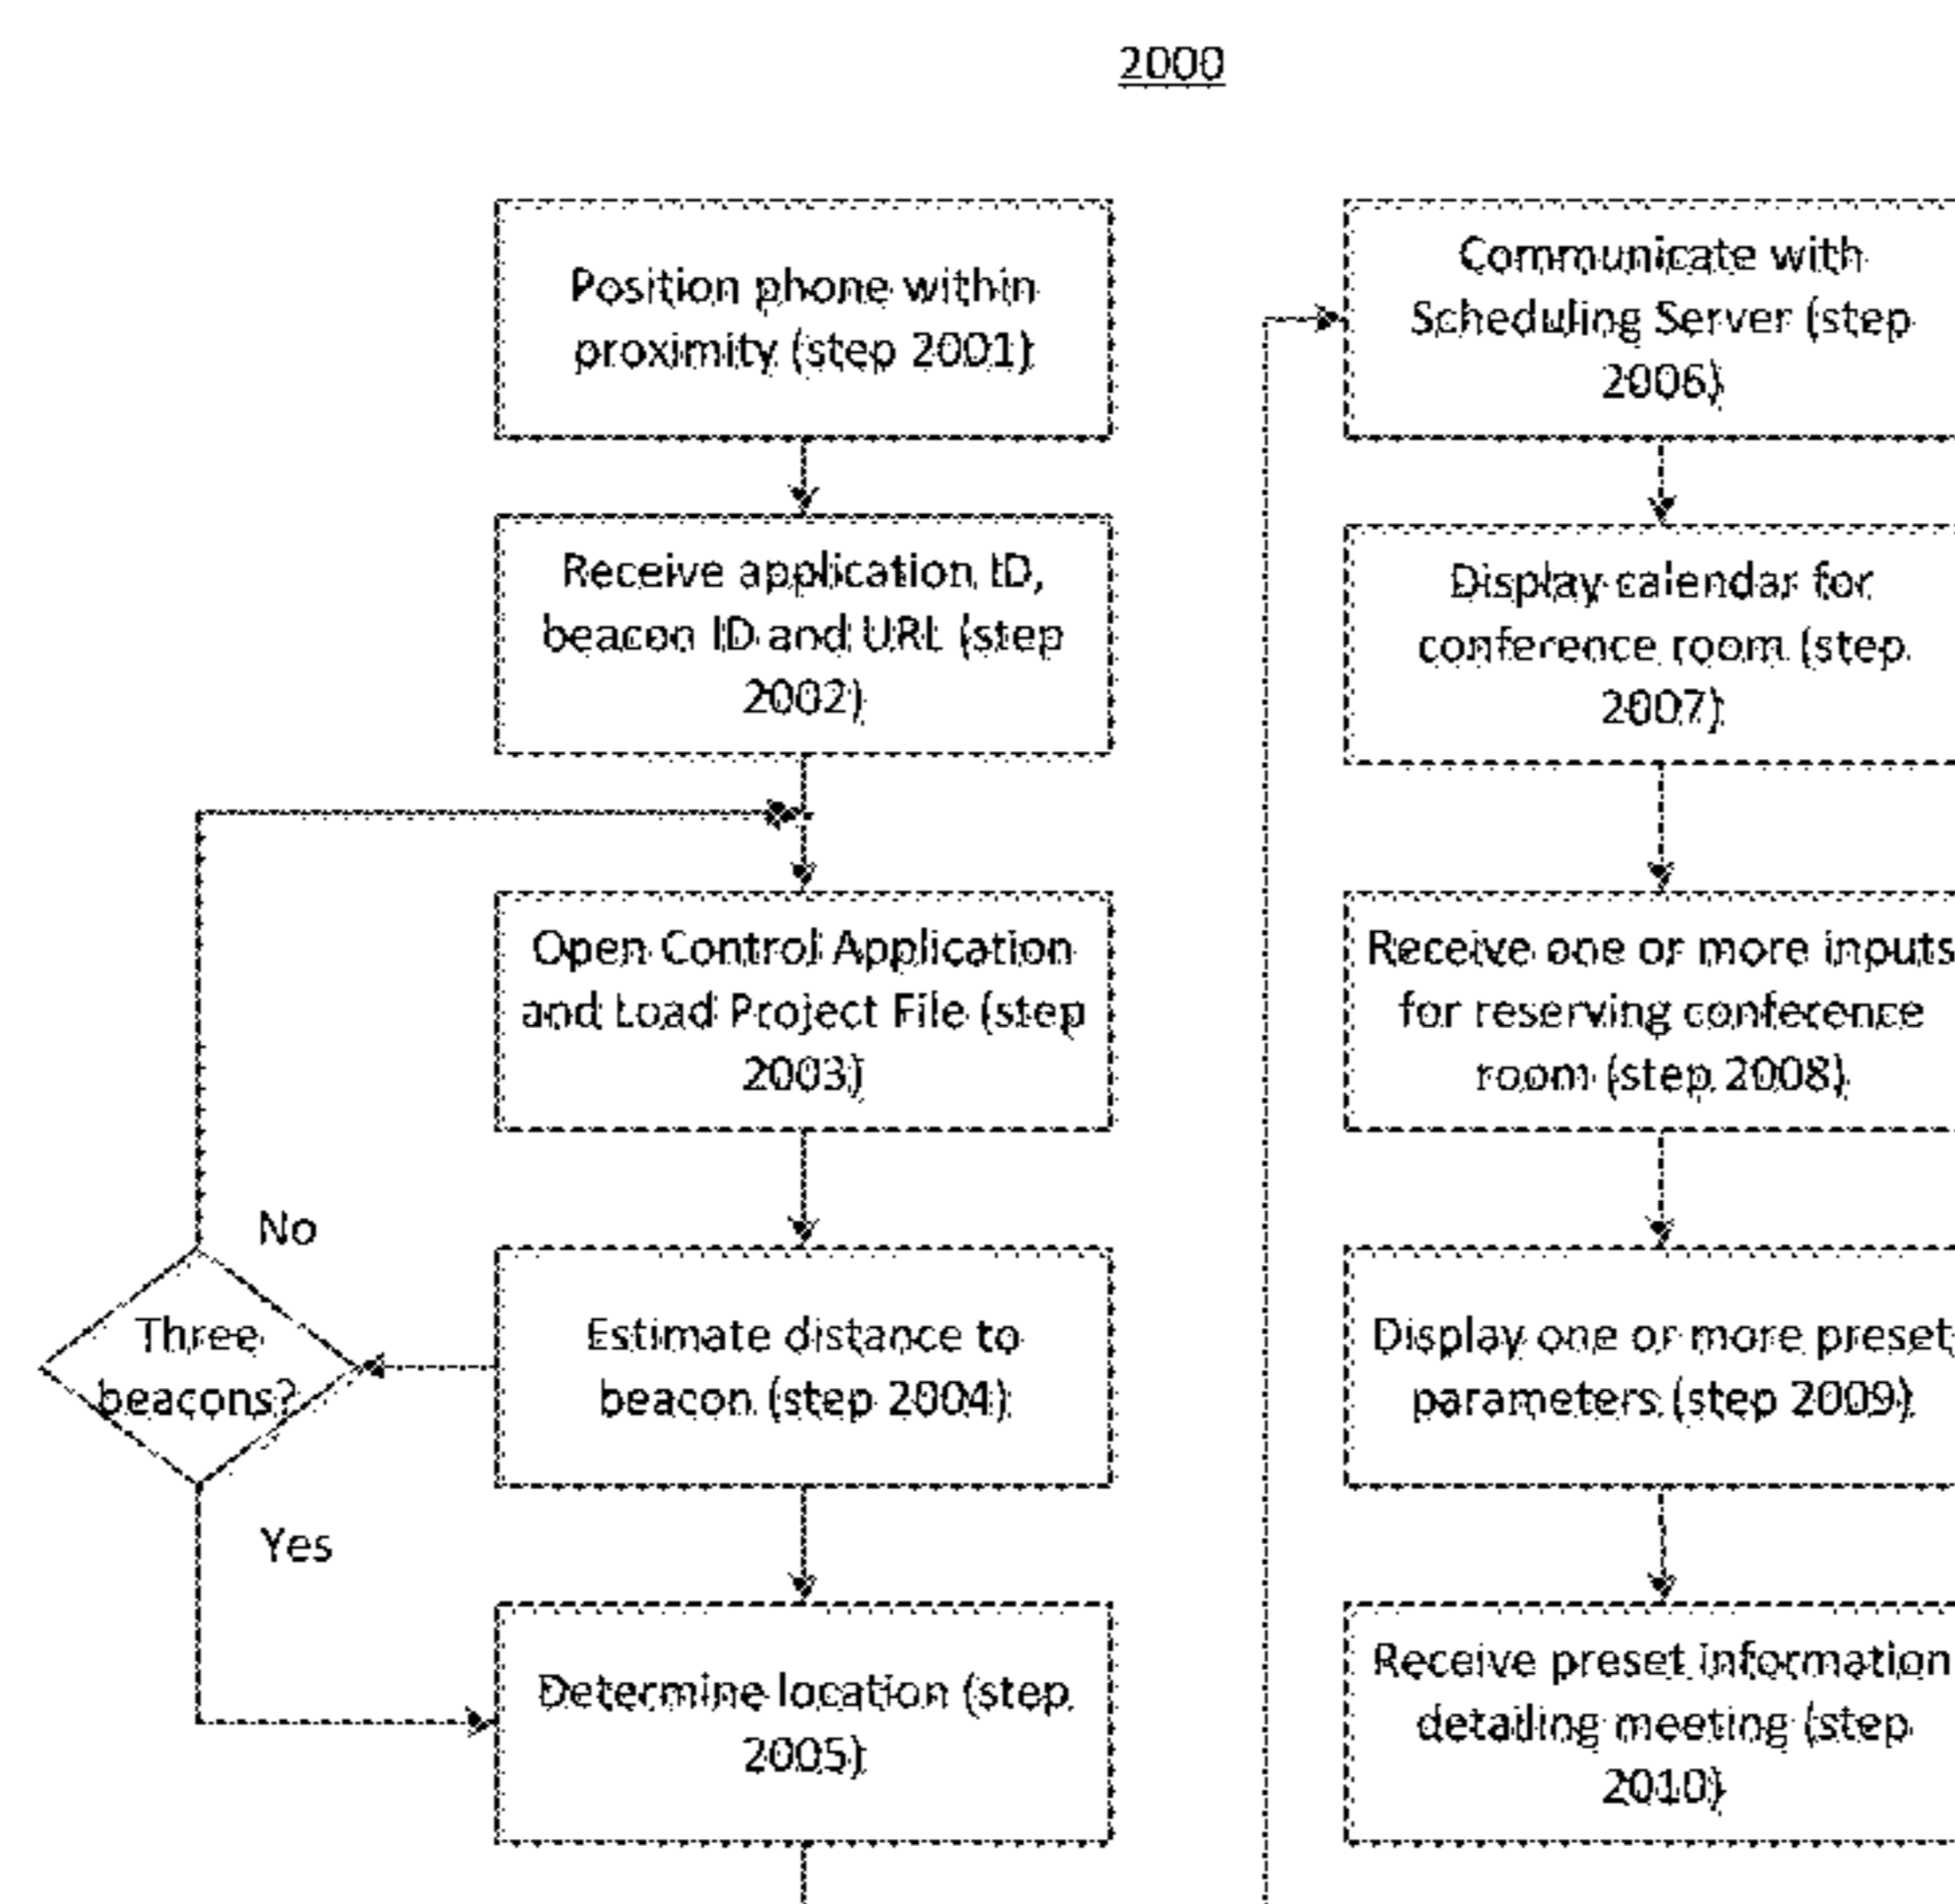 2000
Position phone within
proximity (step 2001)
Receive application ID,
beacon ID and URL (step
2002)
Open Control Application
and Load Project File (step
2003)
No
Three
beacons?
Estimate distance to
beacon (step 2004)
Yes
Determine location (step
2005)
Communicate with
Scheduling Server (step
2006)
Display calendar for
conference room (step
2007)
Receive one or more inputs
for reserving conference
room (step 2008)
Display one or more preset
parameters (step 2009)
Receive preset information
detailing meeting (step
2010)